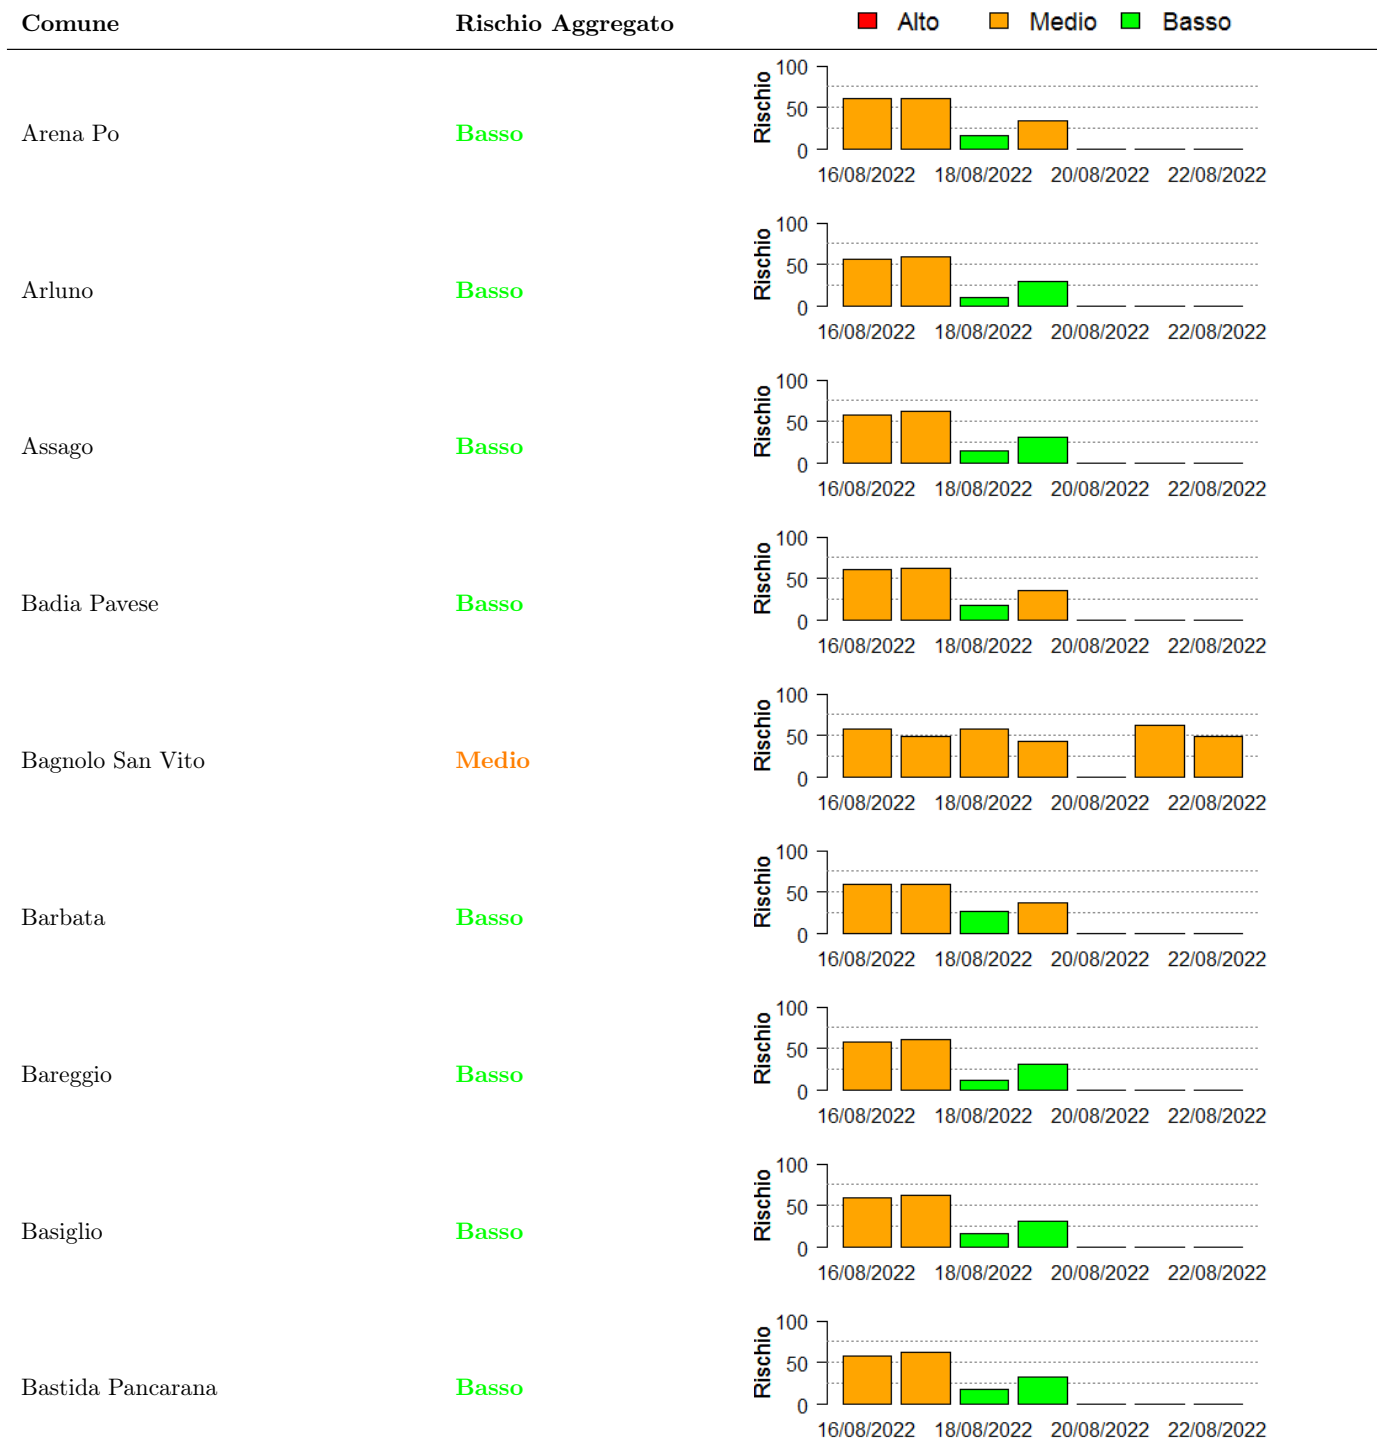 Comune Rischio Aggregato Alto Medio Basso
Arena Po Basso Rischio 100 50 0
16/08/2022 18/08/2022 20/08/2022 22/08/2022
Arluno Basso Rischio 100 50 0
16/08/2022 18/08/2022 20/08/2022 22/08/2022
Assago Basso Rischio 100 50 0
16/08/2022 18/08/2022 20/08/2022 22/08/2022
Badia Pavese Basso Rischio 100 50 0
16/08/2022 18/08/2022 20/08/2022 22/08/2022
Bagnolo San Vito Medio Rischio 100 50 0
16/08/2022 18/08/2022 20/08/2022 22/08/2022
Barbata Basso Rischio 100 50 0
16/08/2022 18/08/2022 20/08/2022 22/08/2022
Bareggio Basso Rischio 100 50 0
16/08/2022 18/08/2022 20/08/2022 22/08/2022
Basiglio Basso Rischio 100 50 0
16/08/2022 18/08/2022 20/08/2022 22/08/2022
Bastida Pancarana Basso Rischio 100 50 0
16/08/2022 18/08/2022 20/08/2022 22/08/2022